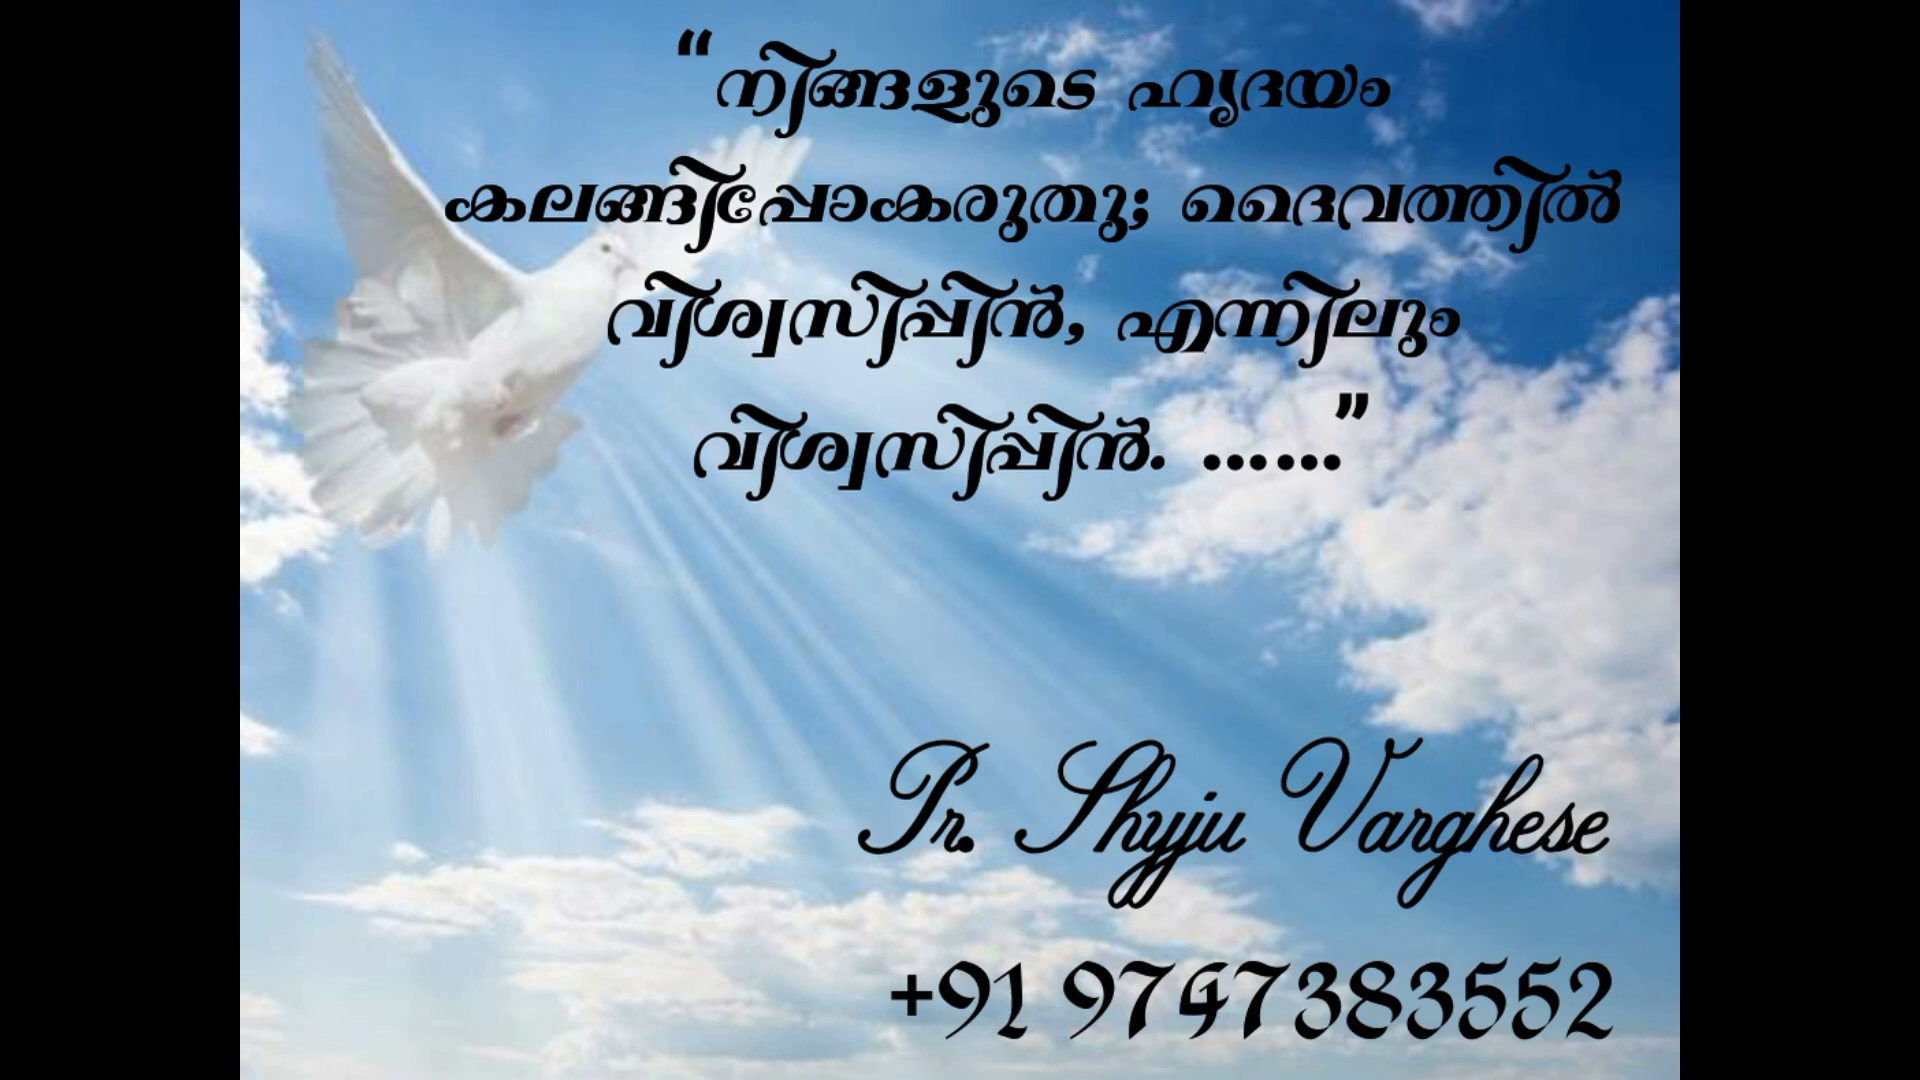 “നിങ്ങളുടെ ഹൃദയം
കലങ്ങിപ്പോകരുതു; ദൈവത്തിൽ
വിശ്വസിപ്പിൻ, എന്നിലും
വിശ്വസിപ്പിൻ. ......”
Pr. Shyju Varghese
+91 9747383552